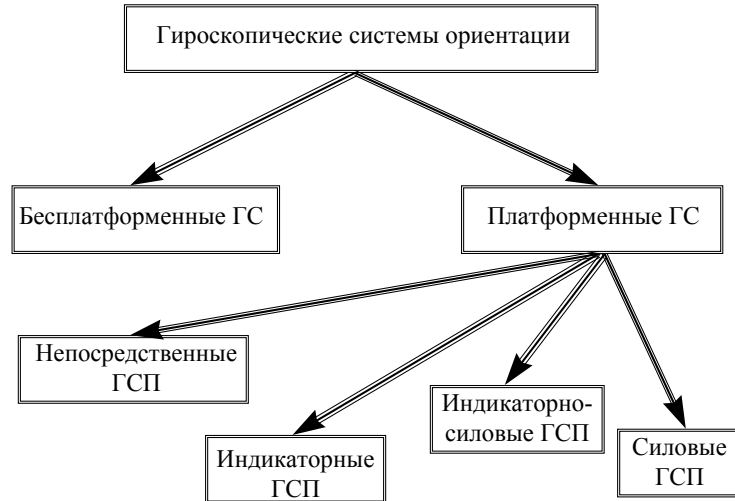 Гироскопические системы ориентации
Бесплатформенные ГС
Платформенные ГС
Непосредственные
ГСП
Индикаторные
ГСП
Индикаторно-
силовые ГСП
Силовые
ГСП